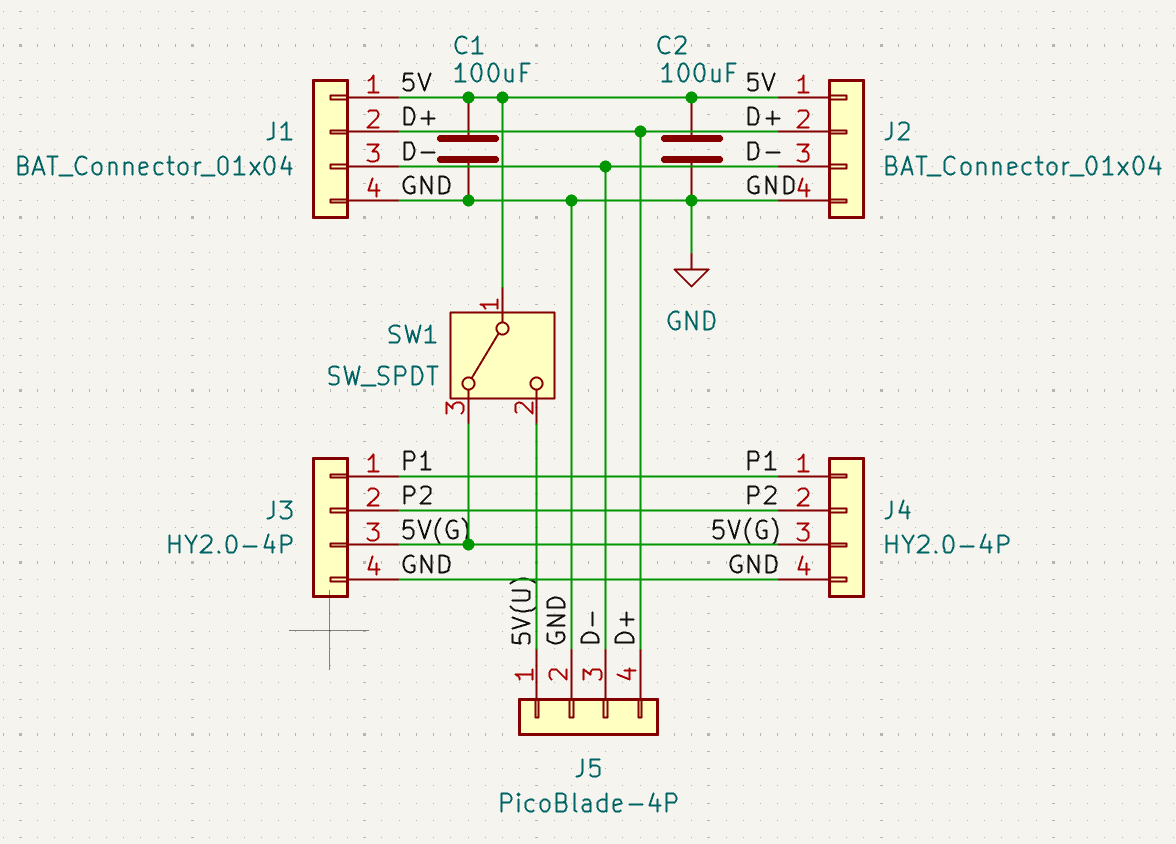 C1
100uF
C2
100uF
J1
BAT_Connector_01x04
1 5V
2 D+
3 D-
4 GND
5V 1
D+ 2
D- 3
GND 4
J2
BAT_Connector_01x04
GND
1
SW1
SW_SPDT
3 2
J3
HY2.0-4P
1 P1
2 P2
3 5V(G)
4 GND
P1 1
P2 2
5V(G) 3
GND 4
J4
HY2.0-4P
5V(U) GND D- D+
1 2 3 4
J5
PicoBlade-4P